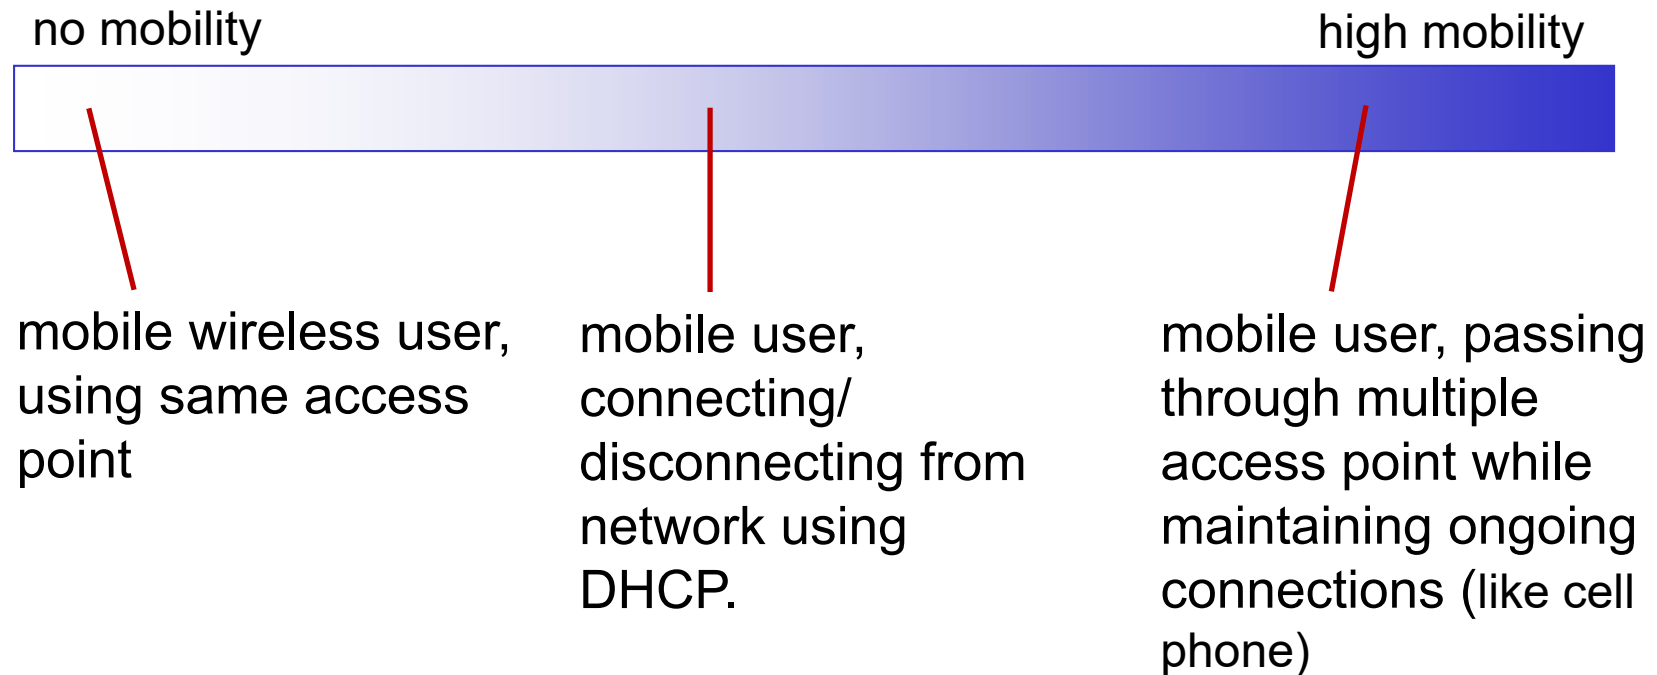 no mobility
high mobility
mobile wireless user,
using same access
point
mobile user,
connecting/
disconnecting from
network using
DHCP.
mobile user, passing
through multiple
access point while
maintaining ongoing
connections (like cell
phone)